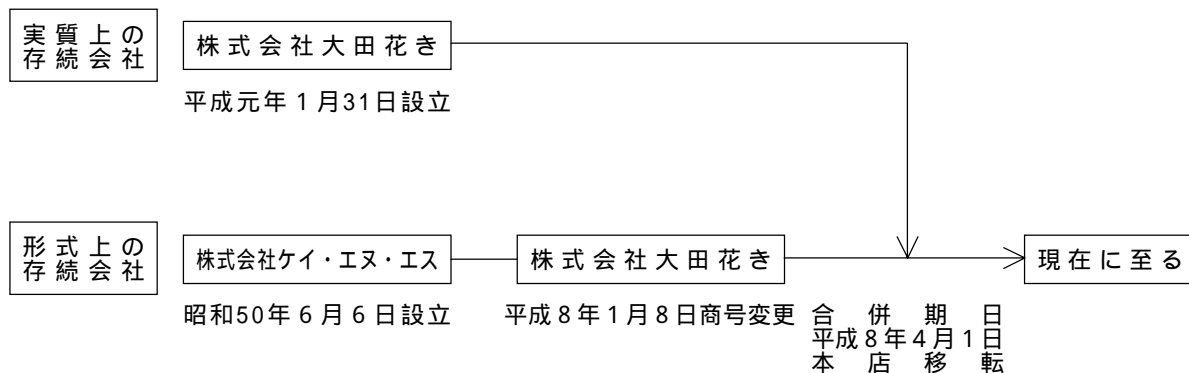 実質上の
存続会社
株式会社大田花き
平成元年１月31日設立
形式上の
存続会社
株式会社ケイ・エヌ・エス
株式会社大田花き
現在に至る
昭和50年６月６日設立
平成８年１月８日商号変更
合併期日
平成８年４月１日
本店移転